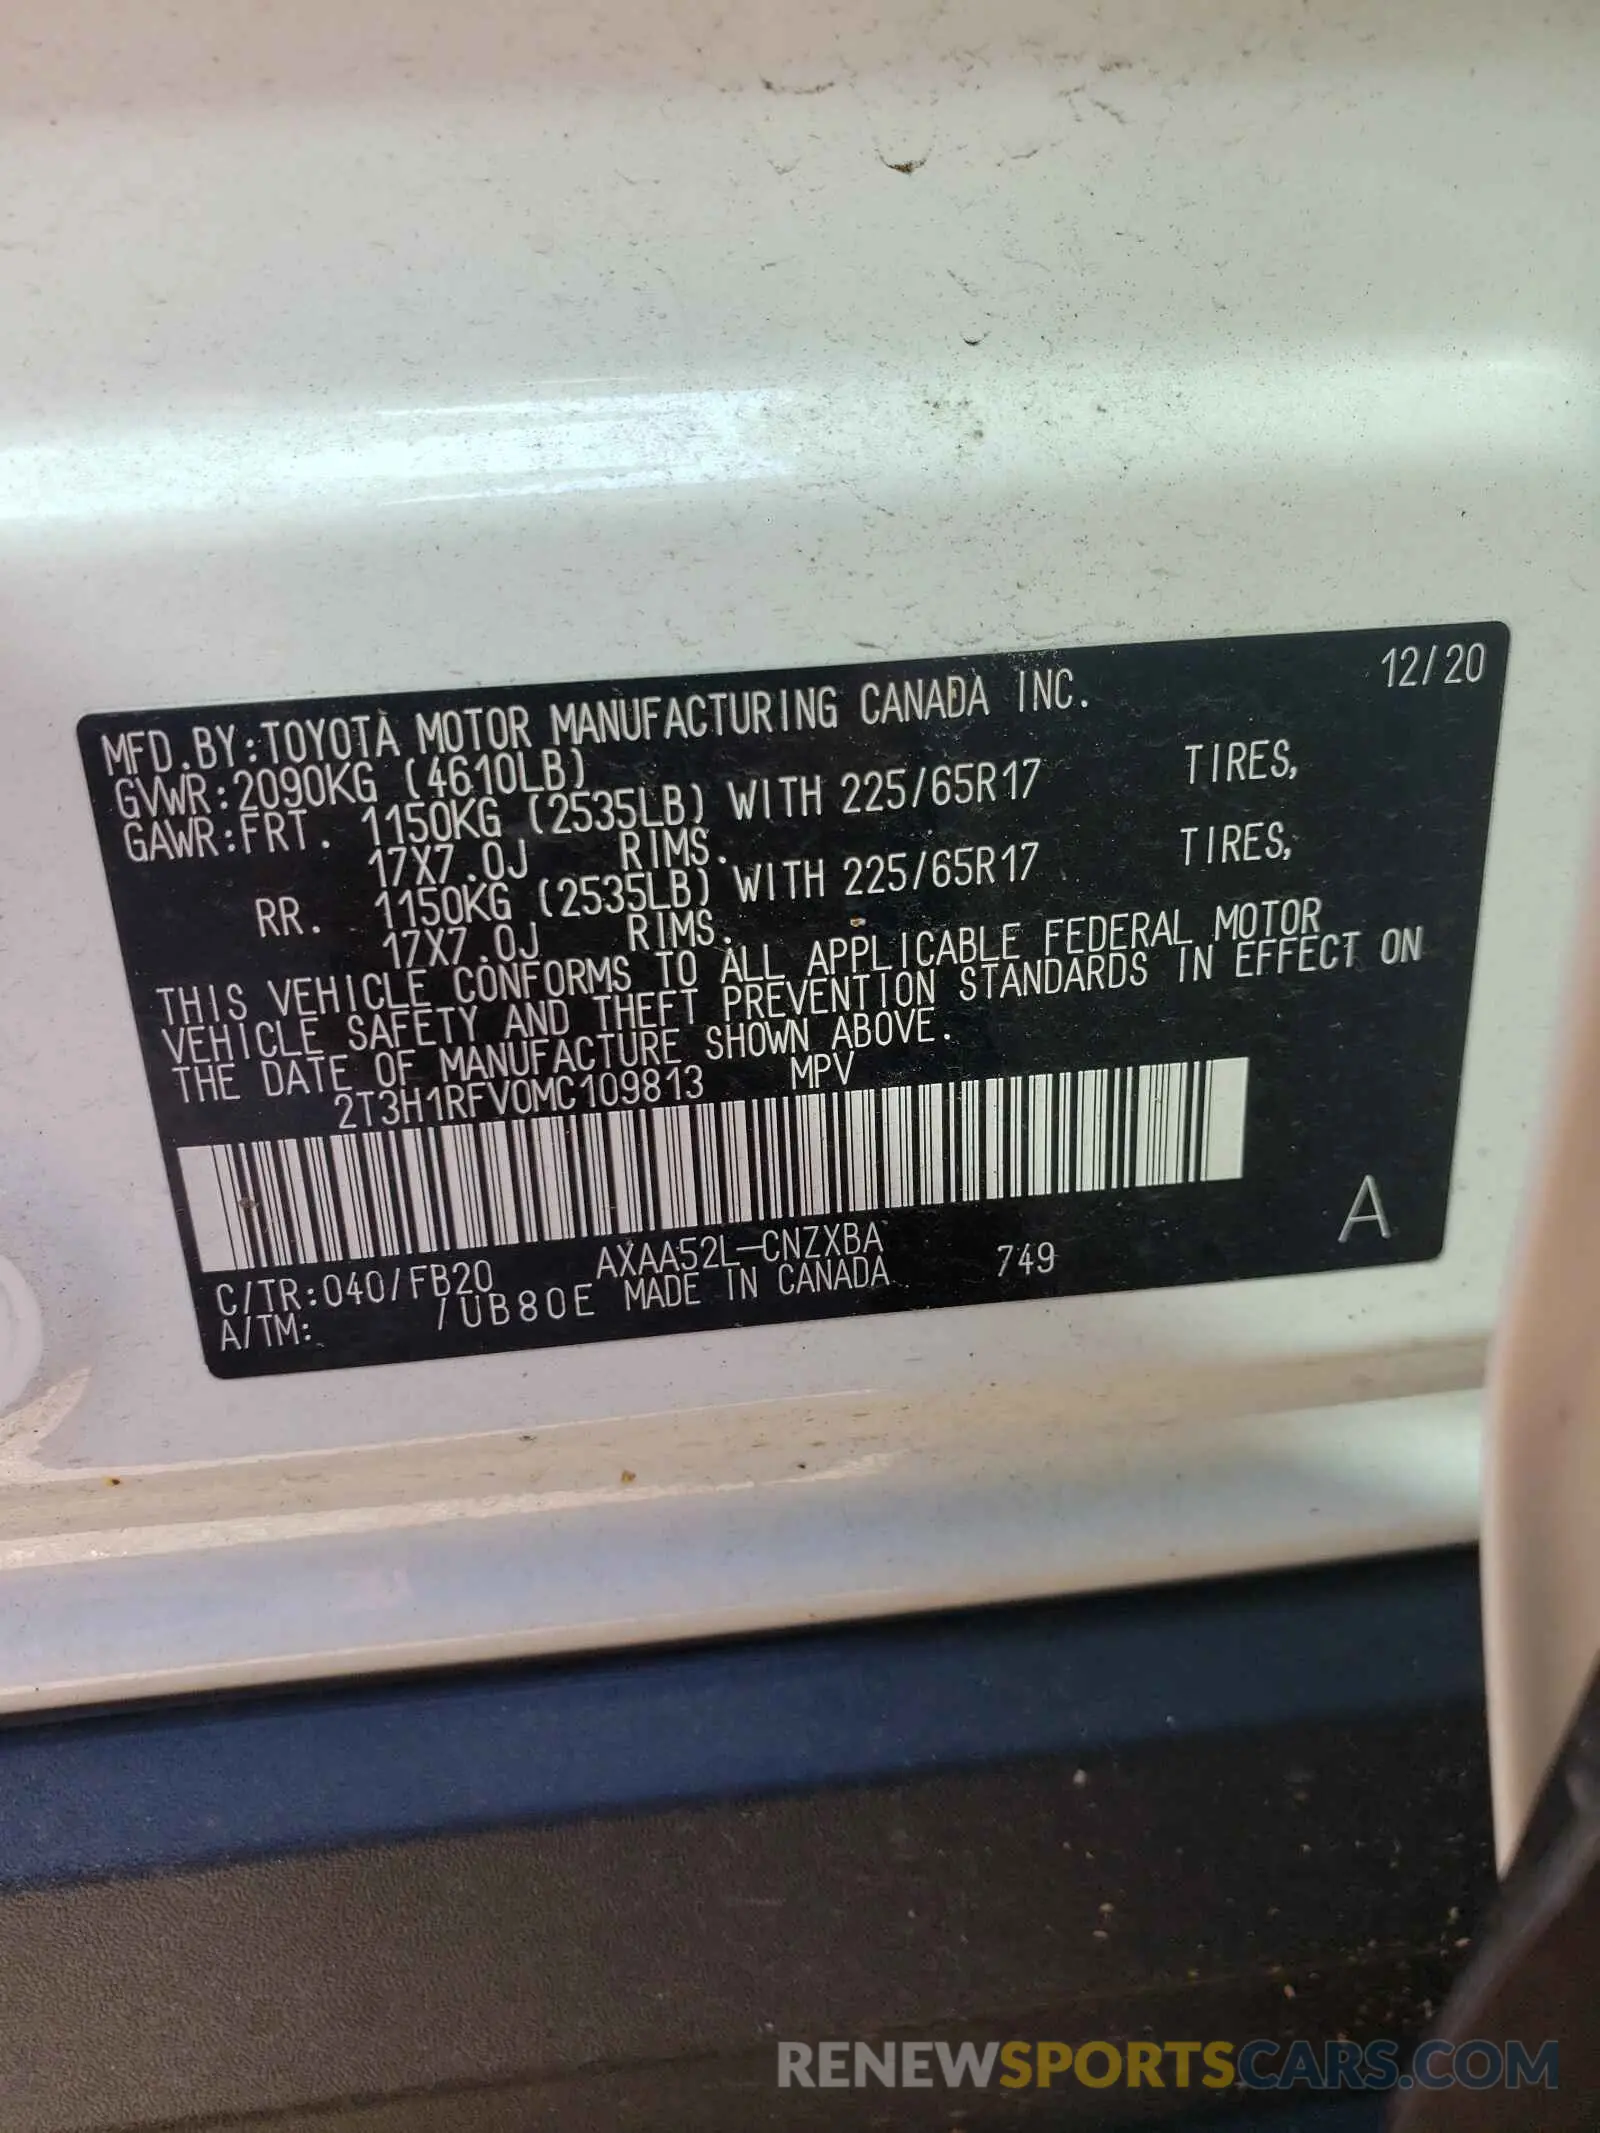 MFD.BY:TOYOTA MOTOR MANUFACTURING CANADA INC. 12/20
GVWR:2090KG (4610LB)
GAWR:FRT. 1150KG (2535LB) WITH 225/65R17 TIRES,
17X7.0J RIMS.
RR. 1150KG (2535LB) WITH 225/65R17 TIRES,
17X7.0J RIMS.
THIS VEHICLE CONFORMS TO ALL APPLICABLE FEDERAL MOTOR
VEHICLE SAFETY AND THEFT PREVENTION STANDARDS IN EFFECT ON
THE DATE OF MANUFACTURE SHOWN ABOVE.
2T3H1RFV0MC109813 MPV
C/TR:040/FB20 AXAA52L-CNZXBA 749 A
A/TM: /UB80E MADE IN CANADA
RENEWSPORTSCARS.COM